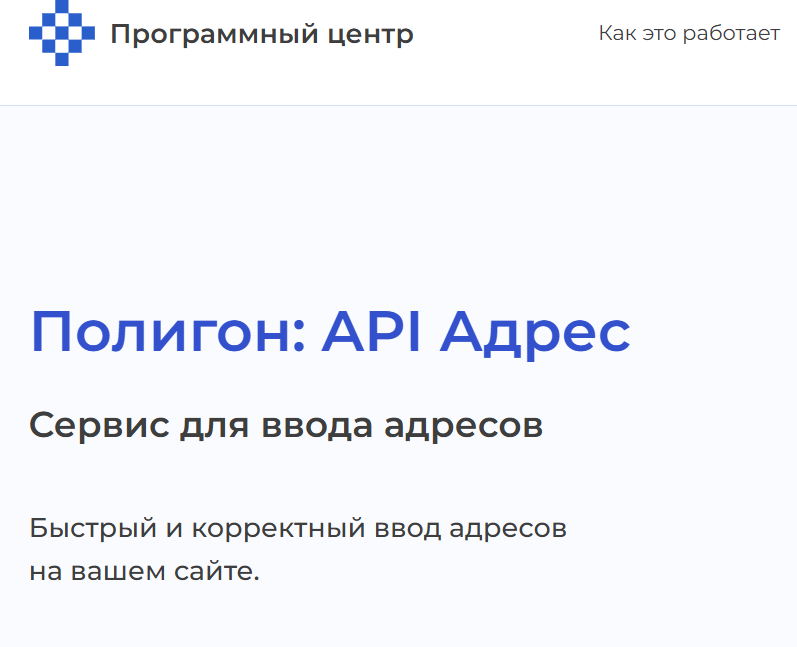 Программный центр
Как это работает
Полигон: API Адрес
Сервис для ввода адресов
Быстрый и корректный ввод адресов
на вашем сайте.